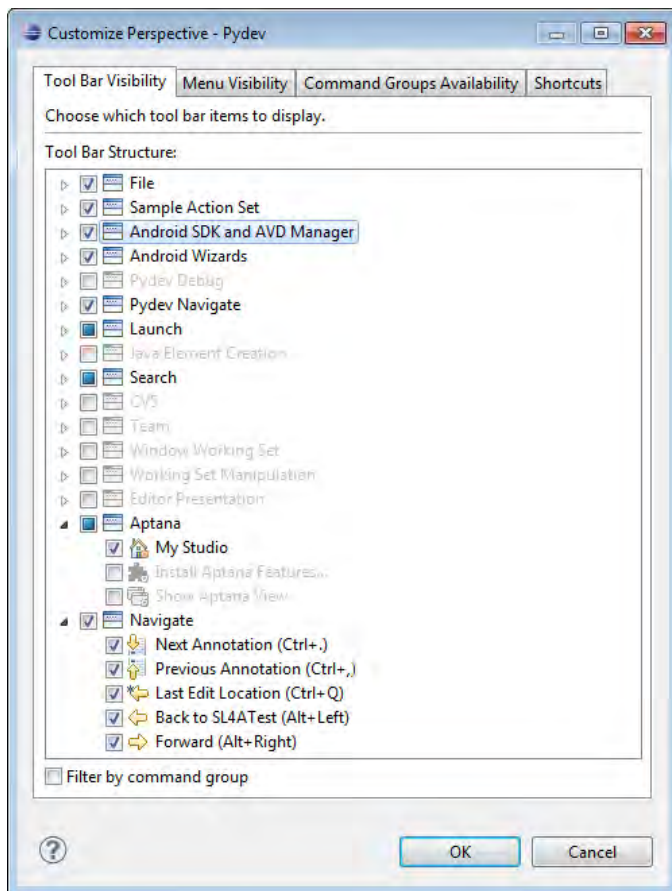 Customize Perspective - Pydev
Tool Bar Visibility Menu Visibility Command Groups Availability Shortcuts
Choose which tool bar items to display.
Tool Bar Structure:
File
Sample Action Set
Android SDK and AVD Manager
Android Wizards
Pydev Debug
Pydev Navigate
Launch
Java Element Creation
Search
CVS
Team
Window Working Set
Working Set Manipulation
Editor Presentation
Aptana
My Studio
Install Aptana Features...
Show Aptana View
Navigate
Next Annotation (Ctrl+.)
Previous Annotation (Ctrl+,)
Last Edit Location (Ctrl+Q)
Back to SL4ATest (Alt+Left)
Forward (Alt+Right)
Filter by command group
? OK Cancel